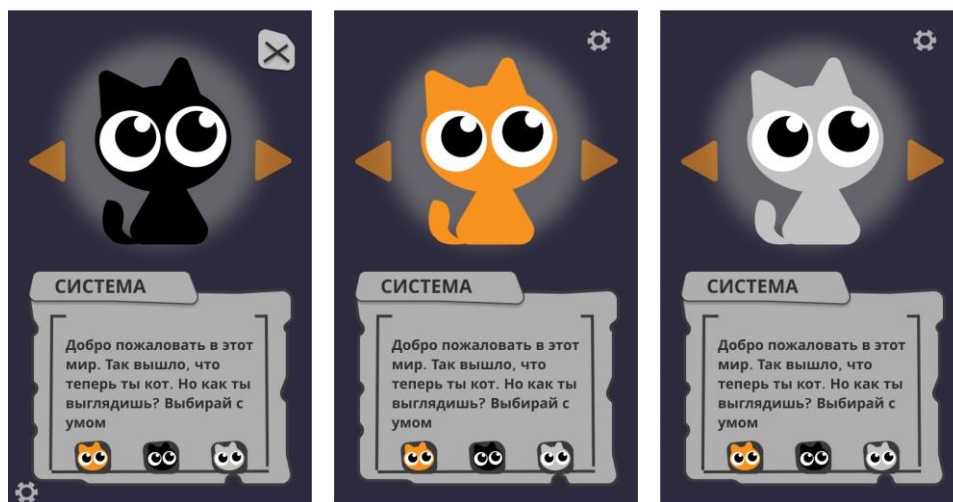 СИСТЕМА
Добро пожаловать в этот
мир. Так вышло, что
теперь ты кот. Но как ты
выглядишь? Выбирай с
умом
СИСТЕМА
Добро пожаловать в этот
мир. Так вышло, что
теперь ты кот. Но как ты
выглядишь? Выбирай с
умом
СИСТЕМА
Добро пожаловать в этот
мир. Так вышло, что
теперь ты кот. Но как ты
выглядишь? Выбирай с
умом